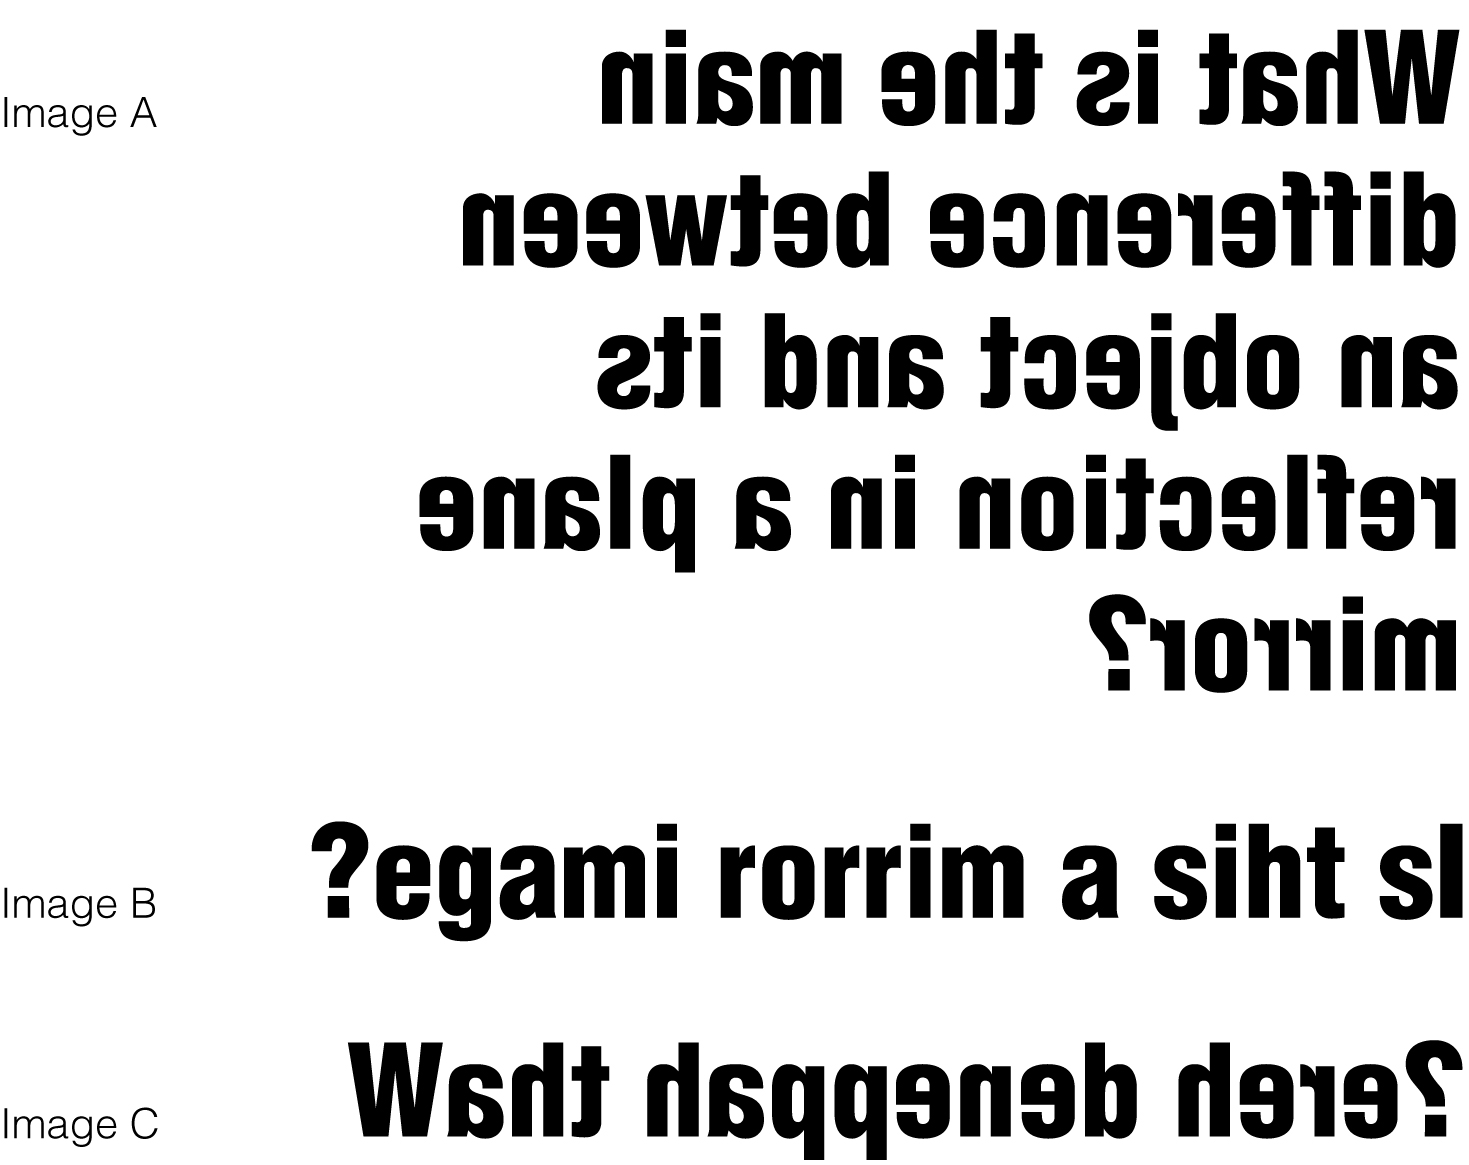 Image A
What is the main
difference between
an object and its
reflection in a plane
mirror?
Image B
?egami rorrim a siht sI
Image C
Waht happened here?